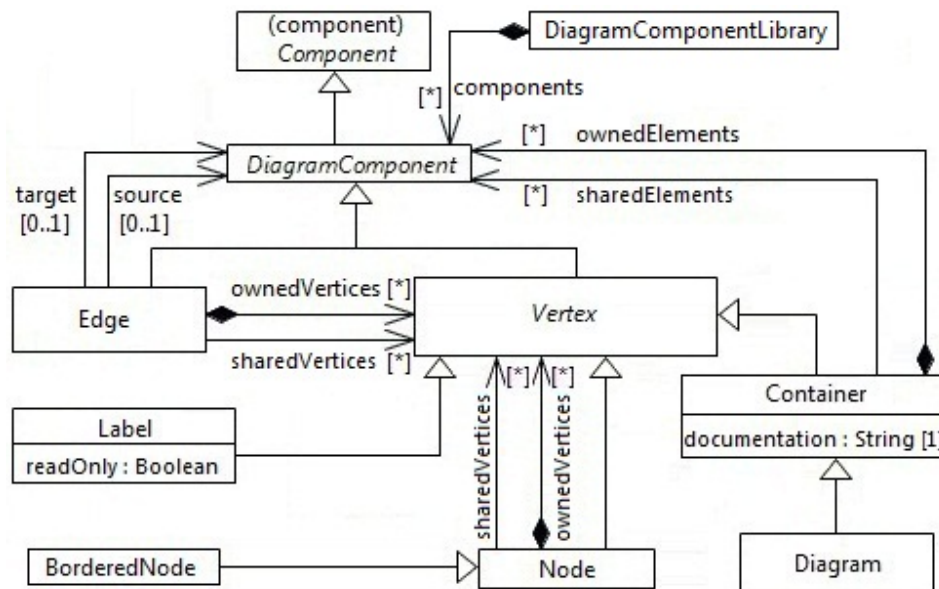 (component)
Component
DiagramComponentLibrary
[*] components
[*] ownedElements
DiagramComponent
[*] sharedElements
target source
[0..1] [0..1]
ownedVertices [*]
Edge
Vertex
sharedVertices [*]
[*] [*]
Container
documentation : String [1]
Label
readOnly : Boolean
sharedVertices
ownedVertices
BorderedNode
Node
Diagram